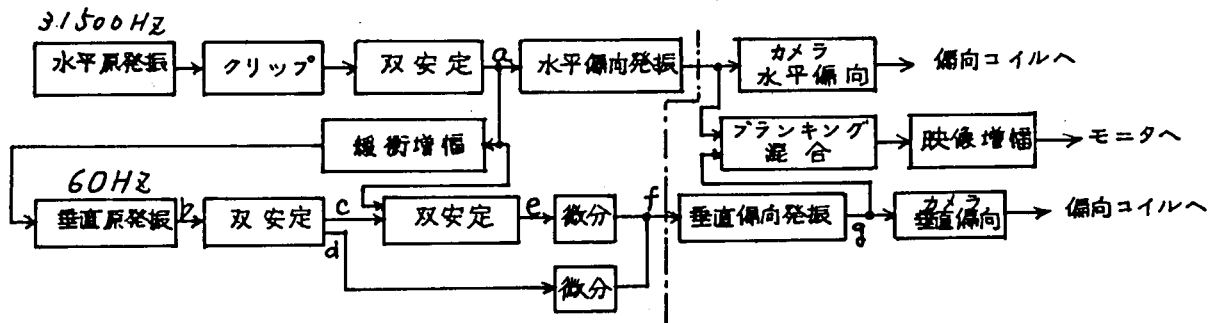 31500HZ
水平原発振
クリップ
双安定
a
水平偏向発振
カメラ
水平偏向
偏向コイルへ
緩衝増幅
ブランキング
混合
映像増幅
モニタへ
60HZ
垂直原発振
b
双安定
c
d
双安定
e
微分
f
垂直偏向発振
g
カメラ
垂直偏向
偏向コイルへ
微分